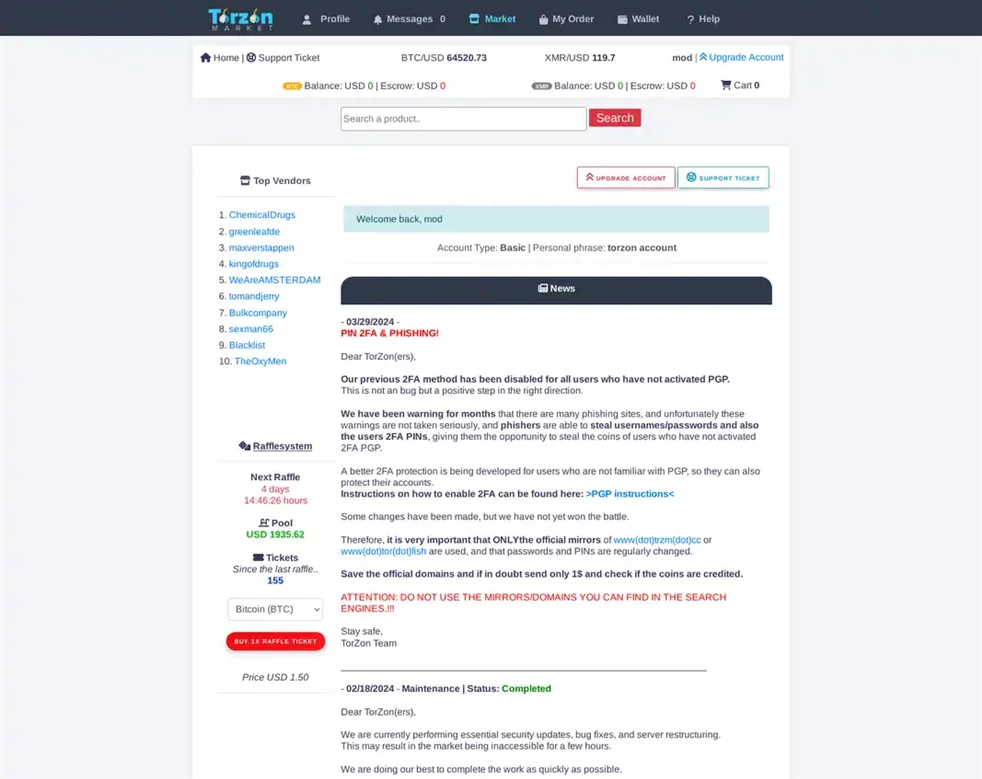 Torzon
MARKET
Profile
Messages 0
Market
My Order
Wallet
? Help
Home | Support Ticket
BTC/USD 64520.73
XMR/USD 119.7
mod | Upgrade Account
BTC Balance: USD 0 | Escrow: USD 0
XMR Balance: USD 0 | Escrow: USD 0
Cart 0
Search a product..
Search
Top Vendors
1. ChemicalDrugs
2. greenleafde
3. maxverstappen
4. kingofdrugs
5. WeAreAMSTERDAM
6. tomandjerry
7. Bulkcompany
8. sexman66
9. Blacklist
10. TheOxyMen
Rafflesystem
Next Raffle
4 days
14:46:26 hours
Pool
USD 1935.62
Tickets
Since the last raffle..
155
Bitcoin (BTC)
BUY 1X RAFFLE TICKET
Price USD 1.50
UPGRADE ACCOUNT
SUPPORT TICKET
Welcome back, mod
Account Type: Basic | Personal phrase: torzon account
News
- 03/29/2024 -
PIN 2FA & PHISHING!
Dear TorZon(ers),
Our previous 2FA method has been disabled for all users who have not activated PGP.
This is not an bug but a positive step in the right direction.
We have been warning for months that there are many phishing sites, and unfortunately these
warnings are not taken seriously, and phishers are able to steal usernames/passwords and also
the users 2FA PINs, giving them the opportunity to steal the coins of users who have not activated
2FA PGP.
A better 2FA protection is being developed for users who are not familiar with PGP, so they can also
protect their accounts.
Instructions on how to enable 2FA can be found here: >PGP instructions<
Some changes have been made, but we have not yet won the battle.
Therefore, it is very important that ONLYthe official mirrors of www(dot)trzm(dot)cc or
www(dot)tor(dot)fish are used, and that passwords and PINs are regularly changed.
Save the official domains and if in doubt send only 1$ and check if the coins are credited.
ATTENTION: DO NOT USE THE MIRRORS/DOMAINS YOU CAN FIND IN THE SEARCH
ENGINES.!!!
Stay safe,
TorZon Team
- 02/18/2024 - Maintenance | Status: Completed
Dear TorZon(ers),
We are currently performing essential security updates, bug fixes, and server restructuring.
This may result in the market being inaccessible for a few hours.
We are doing our best to complete the work as quickly as possible.